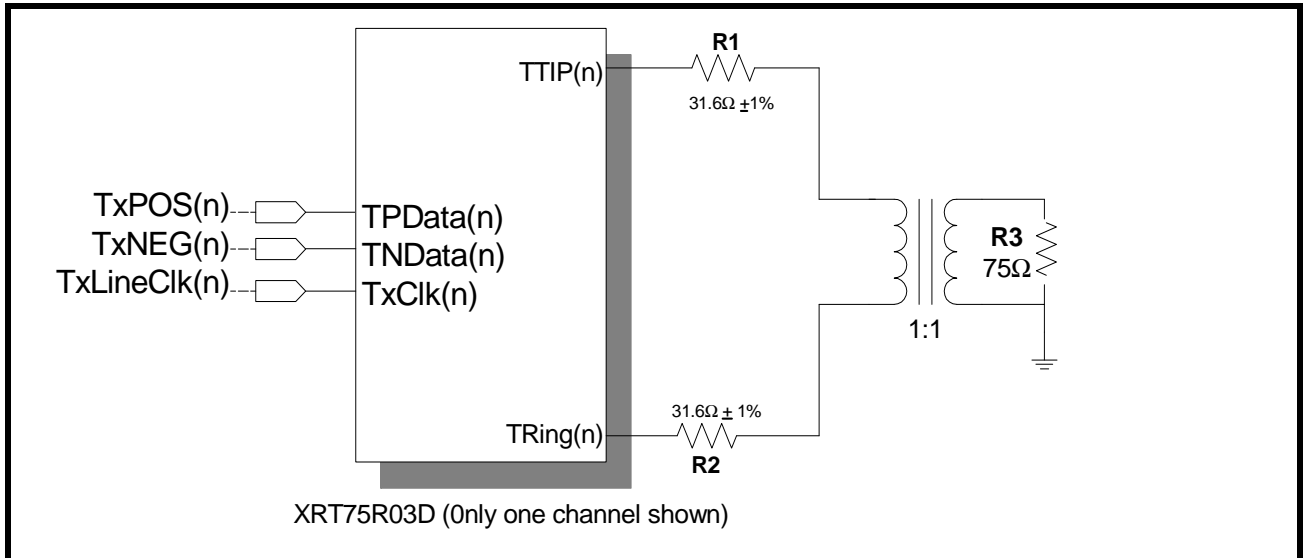 R1
TTIP(n)
31.6Ω ±1%
TxPOS(n)
TPData(n)
TxNEG(n)
TNData(n)
TxLineClk(n)
TxClk(n)
R3
75Ω
1:1
31.6Ω ± 1%
TRing(n)
R2
XRT75R03D (0nly one channel shown)